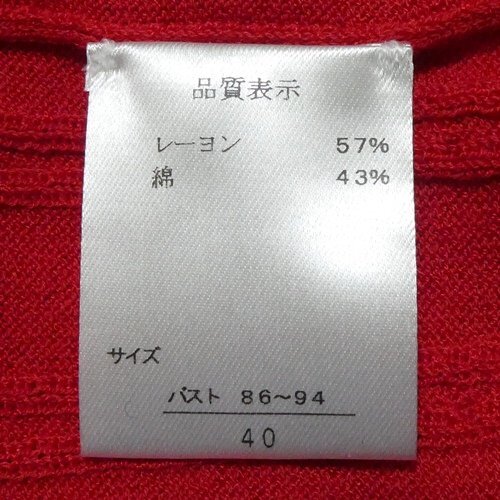 品質表示
レーヨン 57%
綿 43%
サイズ
バスト 86~94
40